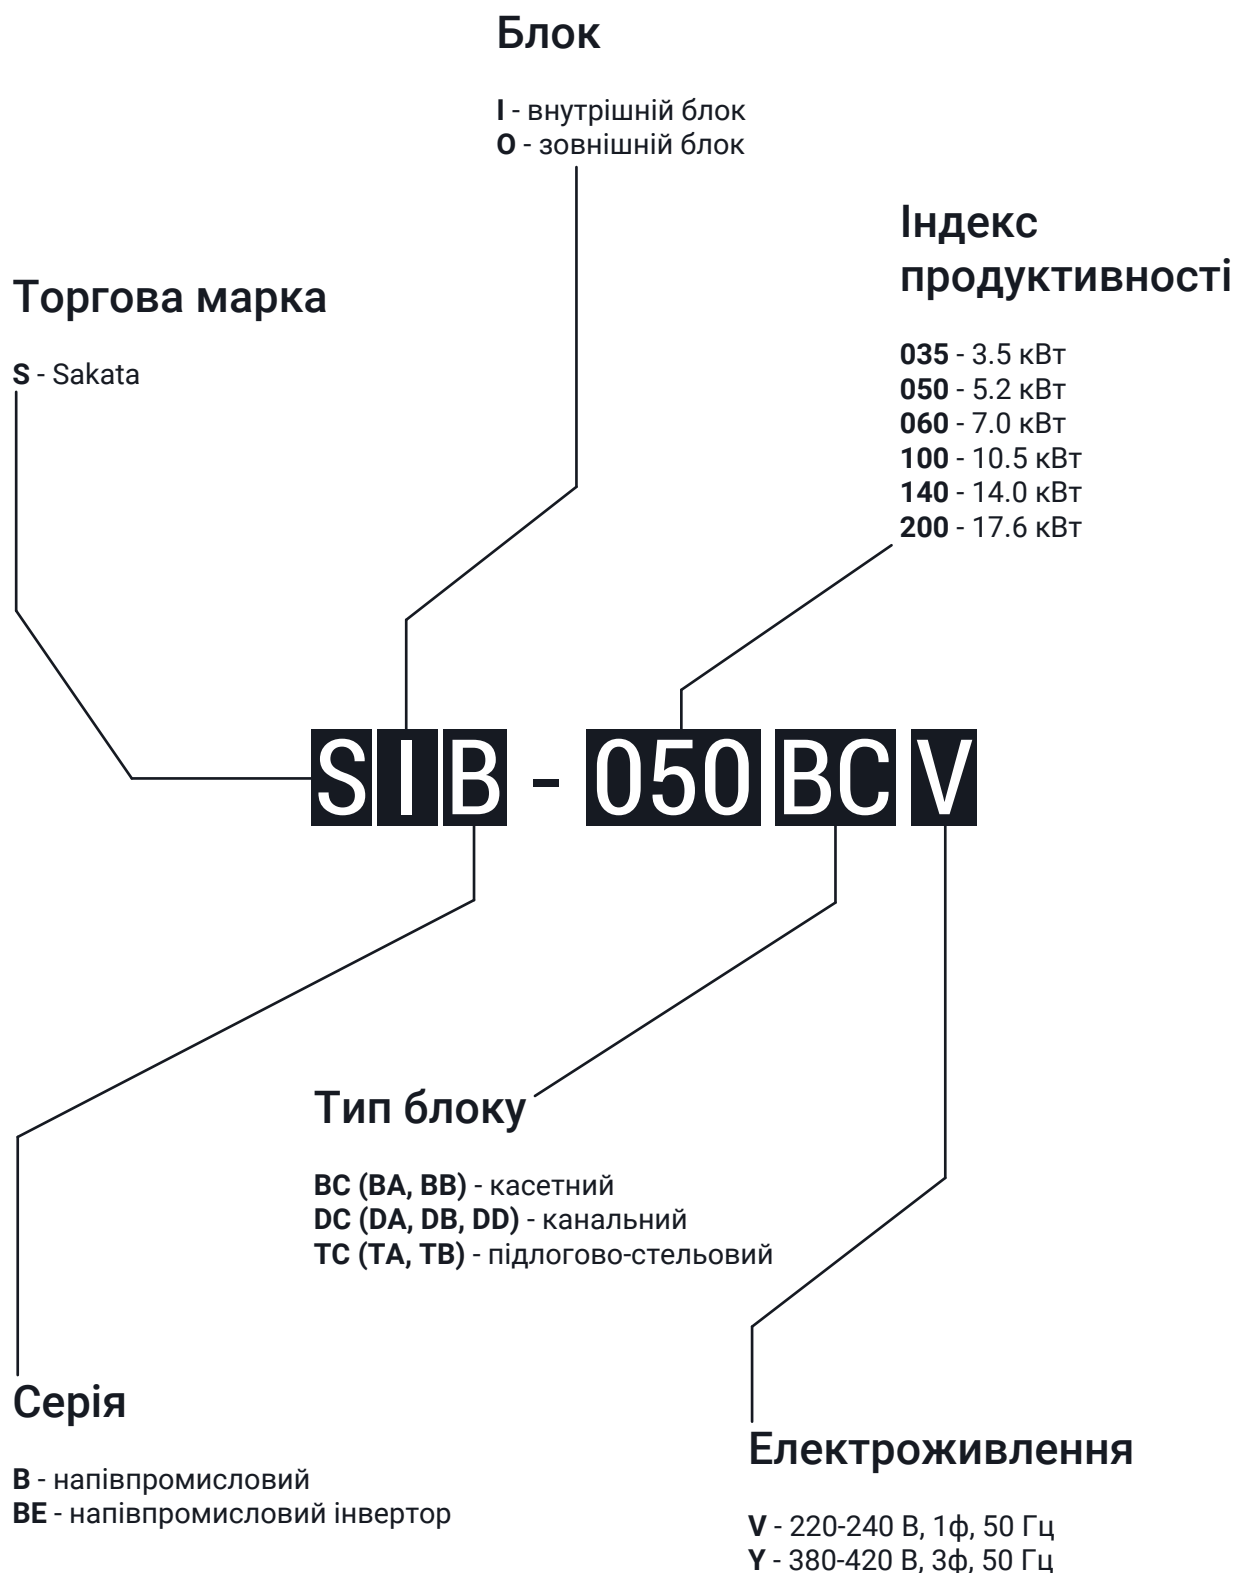 Блок
I - внутрішній блок
O - зовнішній блок
Індекс
продуктивності
035 - 3.5 кВт
050 - 5.2 кВт
060 - 7.0 кВт
100 - 10.5 кВт
140 - 14.0 кВт
200 - 17.6 кВт
Торгова марка
S - Sakata
SIB - 050 BC V
Тип блоку
BC (BA, BB) - касетний
DC (DA, DB, DD) - канальний
TC (TA, TB) - підлогово-стельовий
Серія
B - напівпромисловий
BE - напівпромисловий інвертор
Електроживлення
V - 220-240 В, 1ф, 50 Гц
Y - 380-420 В, 3ф, 50 Гц